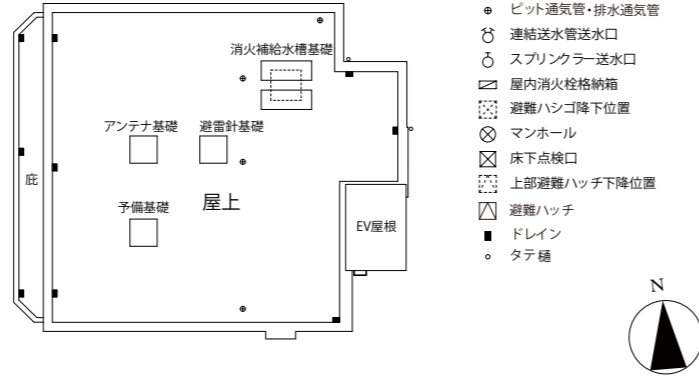 消火補給水槽基礎
アンテナ基礎
避雷針基礎
庇
予備基礎
屋上
EV屋根
ピット通気管・排水通気管
連結送水管送水口
スプリンクラー送水口
屋内消火栓格納箱
避難ハシゴ降下位置
マンホール
床下点検口
上部避難ハッチ下降位置
避難ハッチ
ドレイン
タテ樋
N